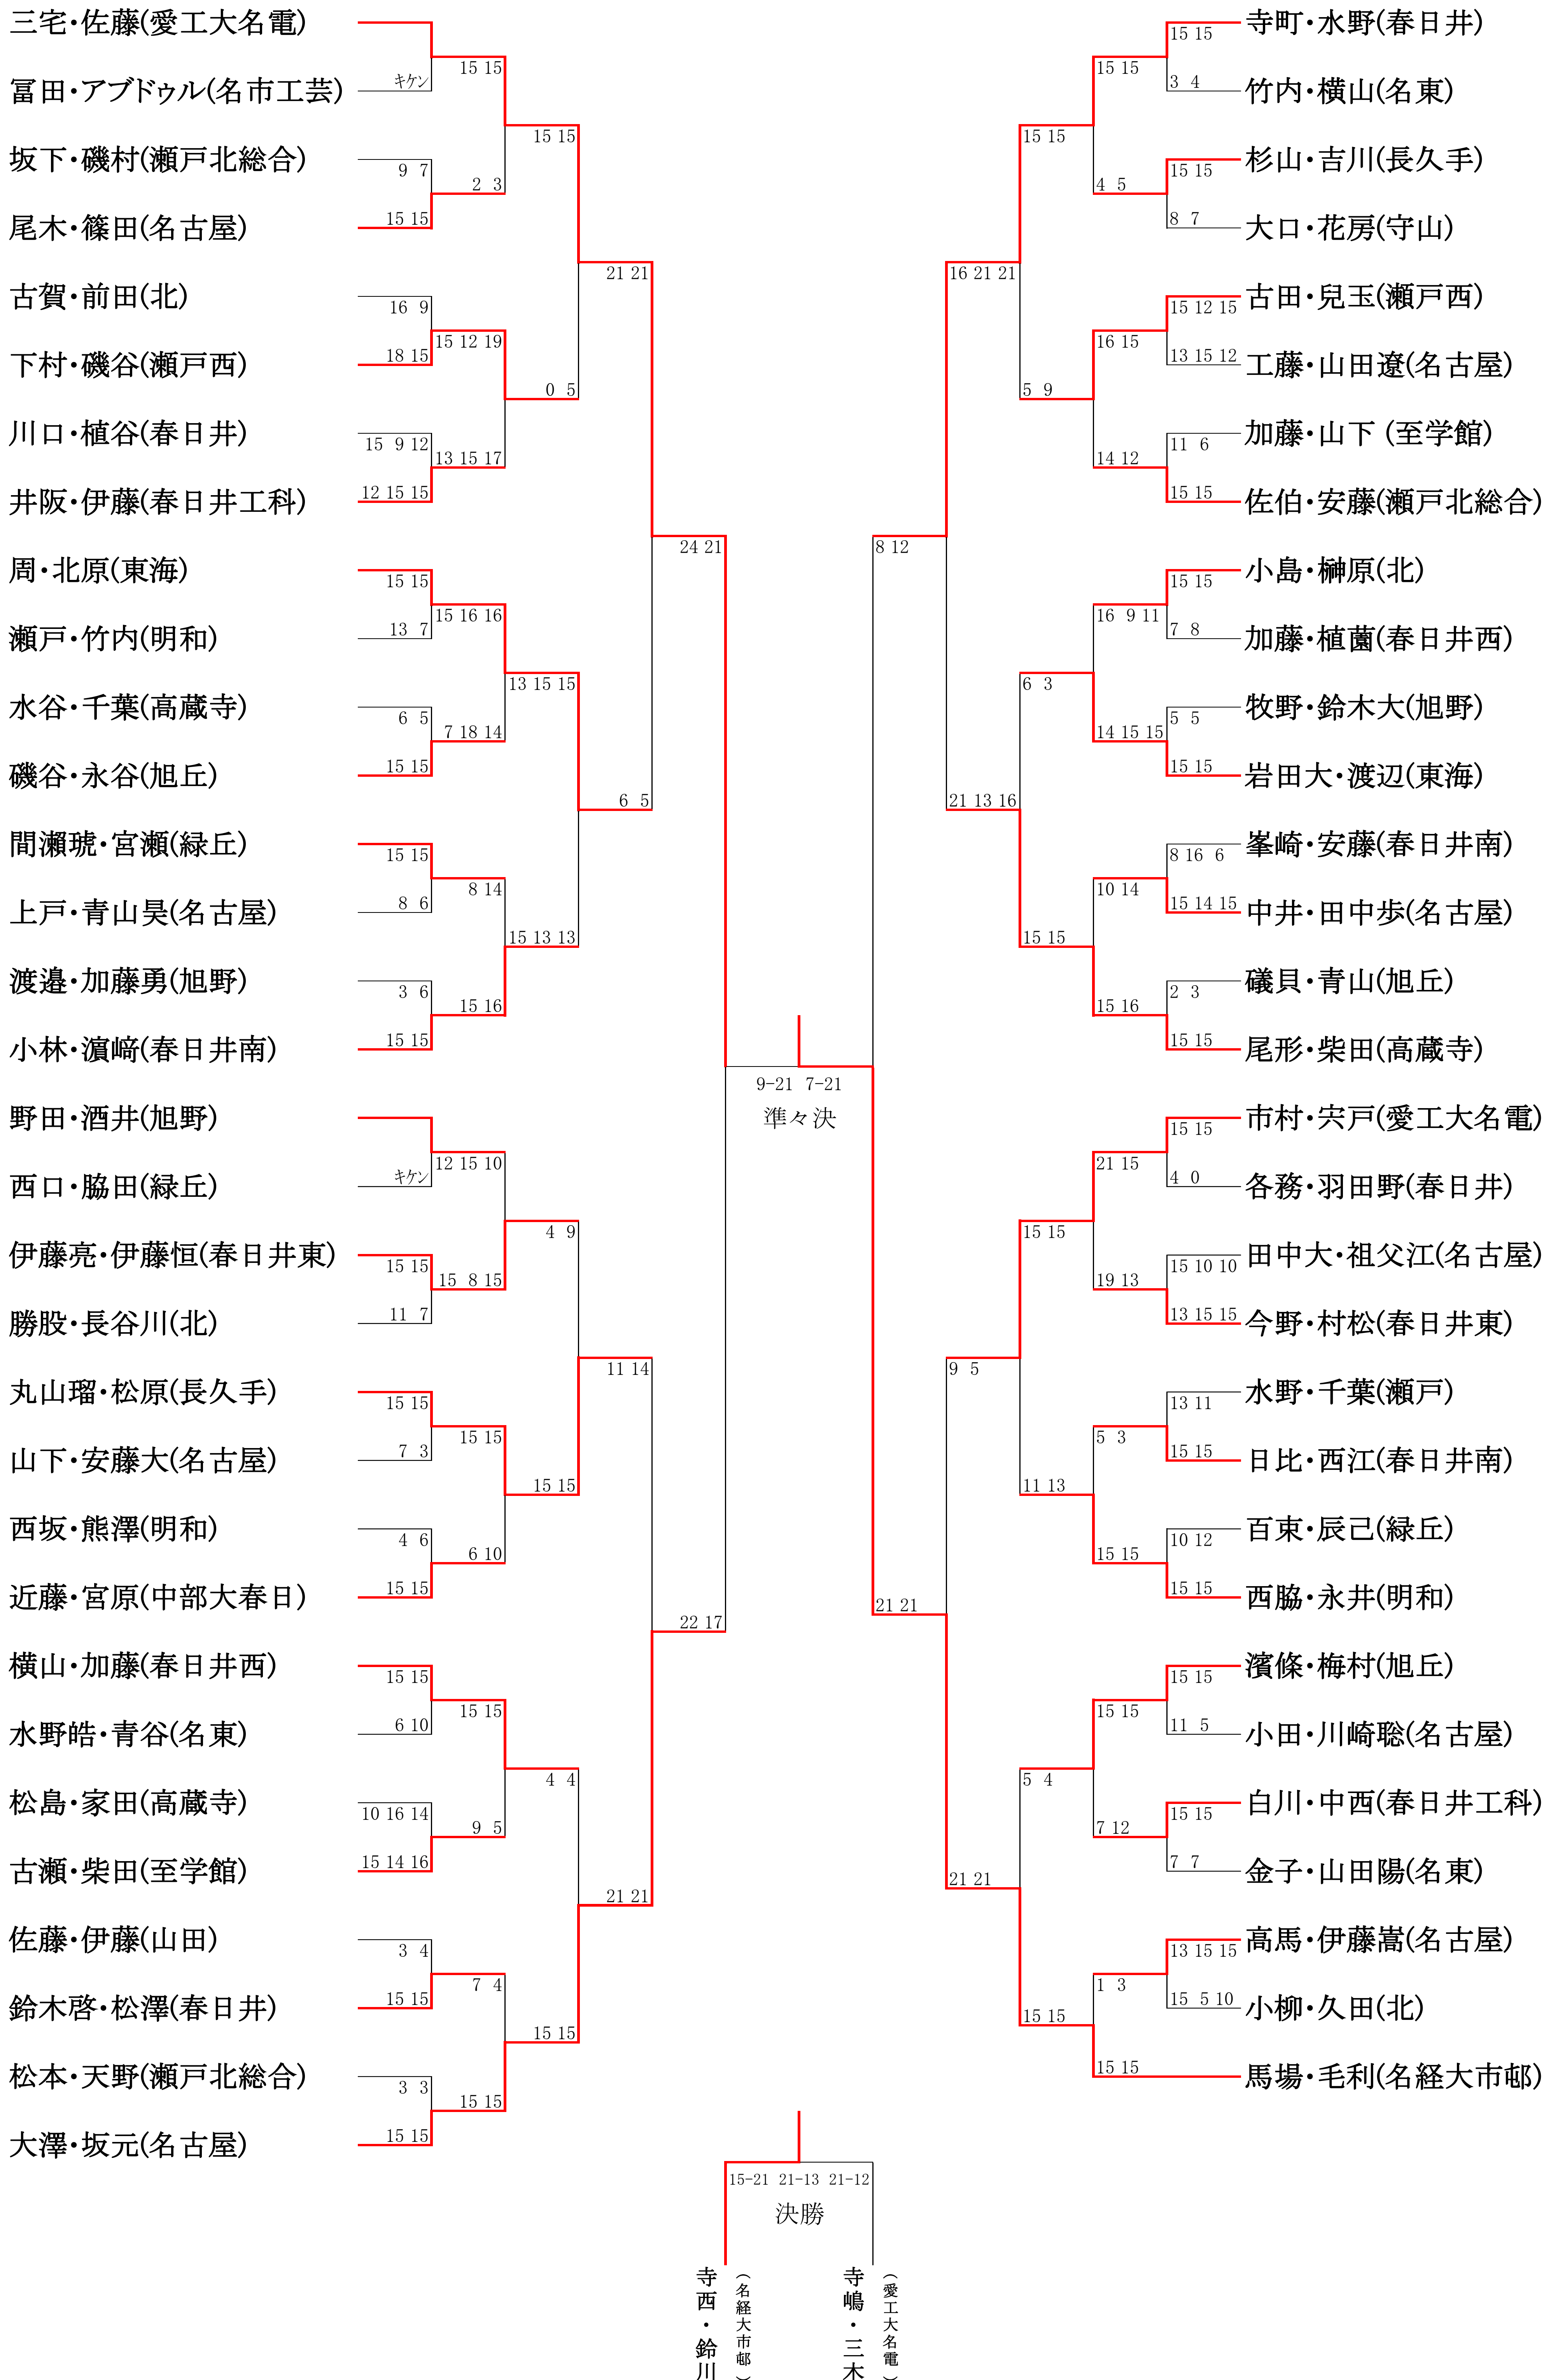 三宅・佐藤(愛工大名電)
冨田・アブドゥル(名市工芸)
坂下・磯村(瀬戸北総合)
尾木・篠田(名古屋)
古賀・前田(北)
下村・磯谷(瀬戸西)
川口・植谷(春日井)
井阪・伊藤(春日井工科)
周・北原(東海)
瀬戸・竹内(明和)
水谷・千葉(高蔵寺)
磯谷・永谷(旭丘)
間瀬琥・宮瀬(緑丘)
上戸・青山昊(名古屋)
渡邉・加藤勇(旭野)
小林・濵﨑(春日井南)
野田・酒井(旭野)
西口・脇田(緑丘)
伊藤亮・伊藤恒(春日井東)
勝股・長谷川(北)
丸山瑠・松原(長久手)
山下・安藤大(名古屋)
西坂・熊澤(明和)
近藤・宮原(中部大春日)
横山・加藤(春日井西)
水野皓・青谷(名東)
松島・家田(高蔵寺)
古瀬・柴田(至学館)
佐藤・伊藤(山田)
鈴木啓・松澤(春日井)
松本・天野(瀬戸北総合)
大澤・坂元(名古屋)
キケン
9 7
15 15
16 9
18 15
15 9 12
12 15 15
15 15
13 7
6 5
15 15
15 15
8 6
3 6
15 15
キケン
15 15
11 7
15 15
7 3
4 6
15 15
15 15
6 10
10 16 14
15 14 16
3 4
15 15
3 3
15 15
15 15
2 3
15 12 19
13 15 17
15 16 16
7 18 14
8 14
15 16
12 15 10
15 8 15
15 15
6 10
15 15
9 5
7 4
15 15
15 15
0 5
13 15 15
15 13 13
4 9
15 15
4 4
15 15
21 21
6 5
11 14
21 21
24 21
22 17
9-21 7-21
準々決
8 12
21 21
16 21 21
21 13 16
9 5
21 21
15 15
5 9
6 3
15 15
15 15
11 13
5 4
15 15
15 15
4 5
16 15
14 12
16 9 11
14 15 15
10 14
15 16
21 15
19 13
5 3
15 15
15 15
7 12
1 3
15 15
15 15
3 4
15 15
8 7
15 12 15
13 15 12
11 6
15 15
15 15
7 8
5 5
15 15
8 16 6
15 14 15
2 3
15 15
15 15
4 0
15 10 10
13 15 15
13 11
15 15
10 12
15 15
15 15
11 5
15 15
7 7
13 15 15
15 5 10
寺町・水野(春日井)
竹内・横山(名東)
杉山・吉川(長久手)
大口・花房(守山)
古田・兒玉(瀬戸西)
工藤・山田遼(名古屋)
加藤・山下 (至学館)
佐伯・安藤(瀬戸北総合)
小島・榊原(北)
加藤・植薗(春日井西)
牧野・鈴木大(旭野)
岩田大・渡辺(東海)
峯崎・安藤(春日井南)
中井・田中歩(名古屋)
礒貝・青山(旭丘)
尾形・柴田(高蔵寺)
市村・宍戸(愛工大名電)
各務・羽田野(春日井)
田中大・祖父江(名古屋)
今野・村松(春日井東)
水野・千葉(瀬戸)
日比・西江(春日井南)
百束・辰己(緑丘)
西脇・永井(明和)
濱條・梅村(旭丘)
小田・川崎聡(名古屋)
白川・中西(春日井工科)
金子・山田陽(名東)
高馬・伊藤嵩(名古屋)
小柳・久田(北)
馬場・毛利(名経大市邨)
15-21 21-13 21-12
決勝
寺西・鈴川
(名経大市邨)
寺嶋・三木
(愛工大名電)